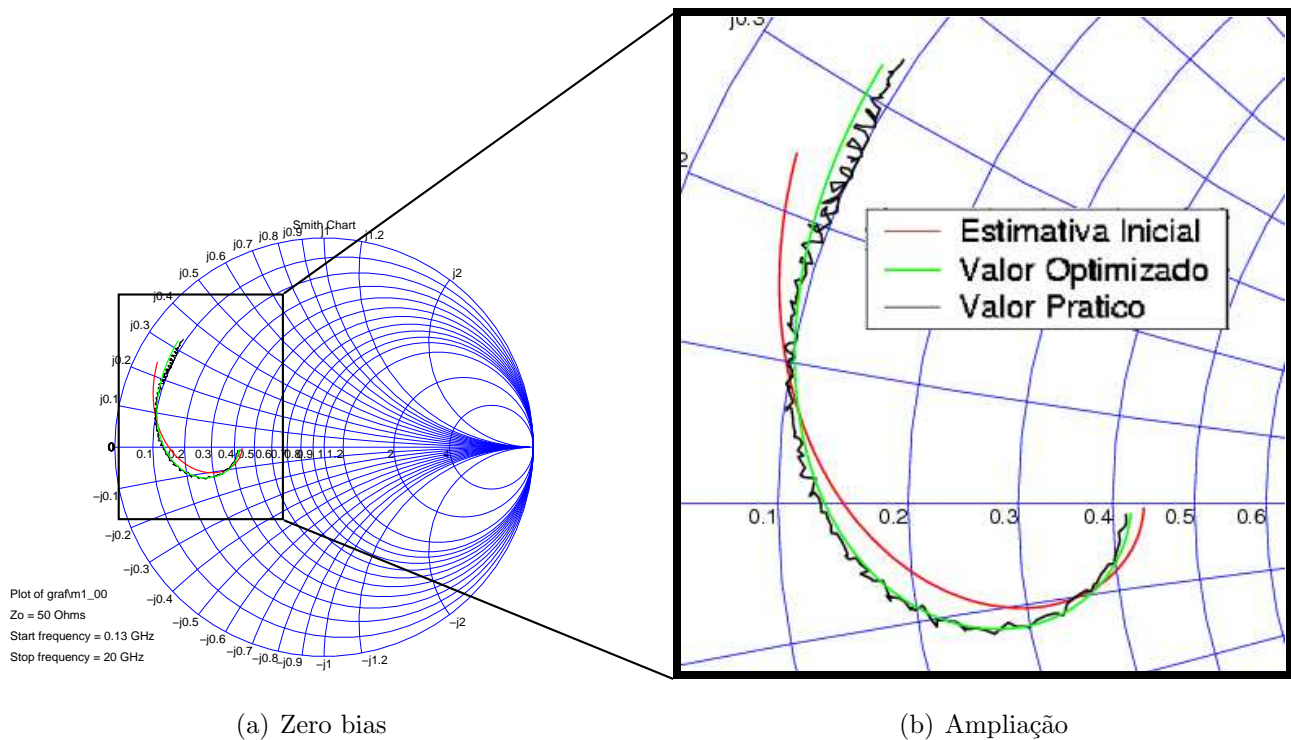 Smith Chart
j0.1
j0.2
j0.3
j0.4
j0.5
j0.6
j0.7
j0.8
j0.9
j1
j1.2
j2
0
0.1
0.2
0.3
0.4
0.5
0.6
0.7
0.8
0.9
1
1.2
2
4
−j0.1
−j0.2
−j0.3
−j0.4
−j0.5
−j0.6
−j0.7
−j0.8
−j0.9
−j1
−j1.2
−j2
Plot of graf\m1_00
Zo = 50 Ohms
Start frequency = 0.13 GHz
Stop frequency = 20 GHz
(a) Zero bias
j0.3
2
Estimativa Inicial
Valor Optimizado
Valor Pratico
0.1
0.2
0.3
0.4
0.5
0.6
(b) Ampliação